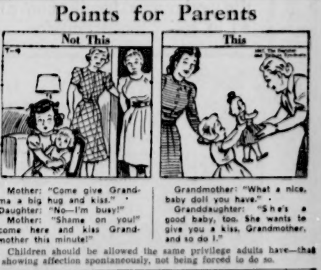 Points for Parents
Not This
This
7-9
Mother: "Come give Grand-
ma a big hug and kiss."
Daughter: "No—I'm busy!"
Mother: "Shame on you!
come here and kiss Grand-
mother this minute!"
Grandmother: "What a nice,
baby doll you have."
Granddaughter: "She's a
good baby, too. She wants to
give you a kiss, Grandmother,
and so do I."
Children should be allowed the same privilege adults have—that
showing affection spontaneously, not being forced to do so.